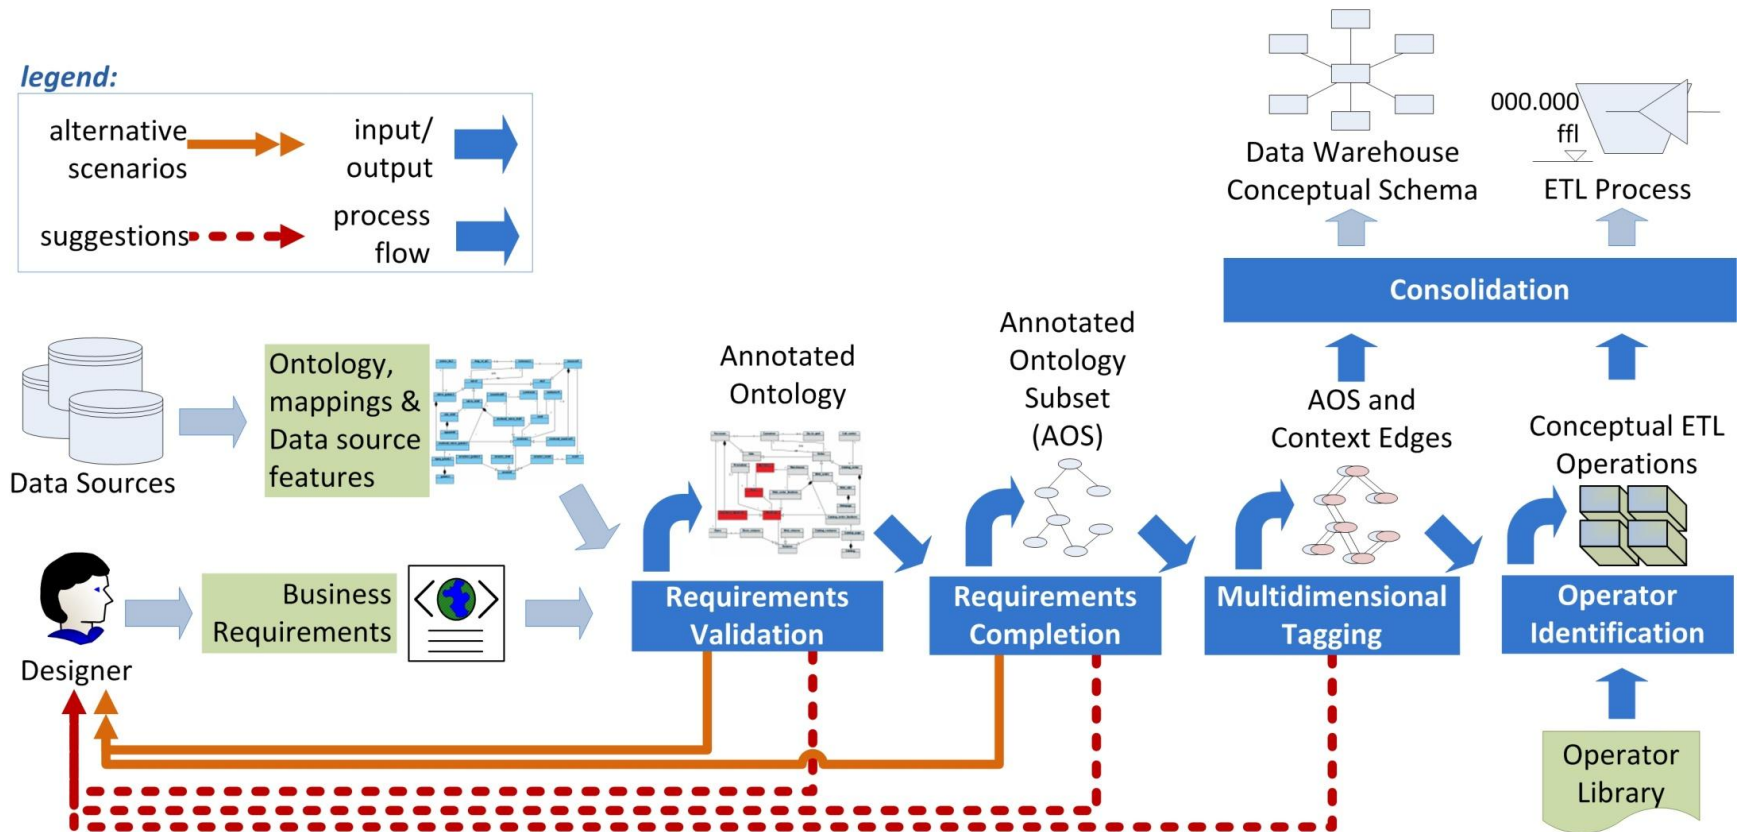 legend:
alternative
scenarios
input/
output
suggestions
process
flow
Data Warehouse
Conceptual Schema
000.000
ffl
ETL Process
Consolidation
Data Sources
Ontology,
mappings &
Data source
features
Annotated
Ontology
Annotated
Ontology
Subset
(AOS)
AOS and
Context Edges
Conceptual ETL
Operations
Designer
Business
Requirements
Requirements
Validation
Requirements
Completion
Multidimensional
Tagging
Operator
Identification
Operator
Library